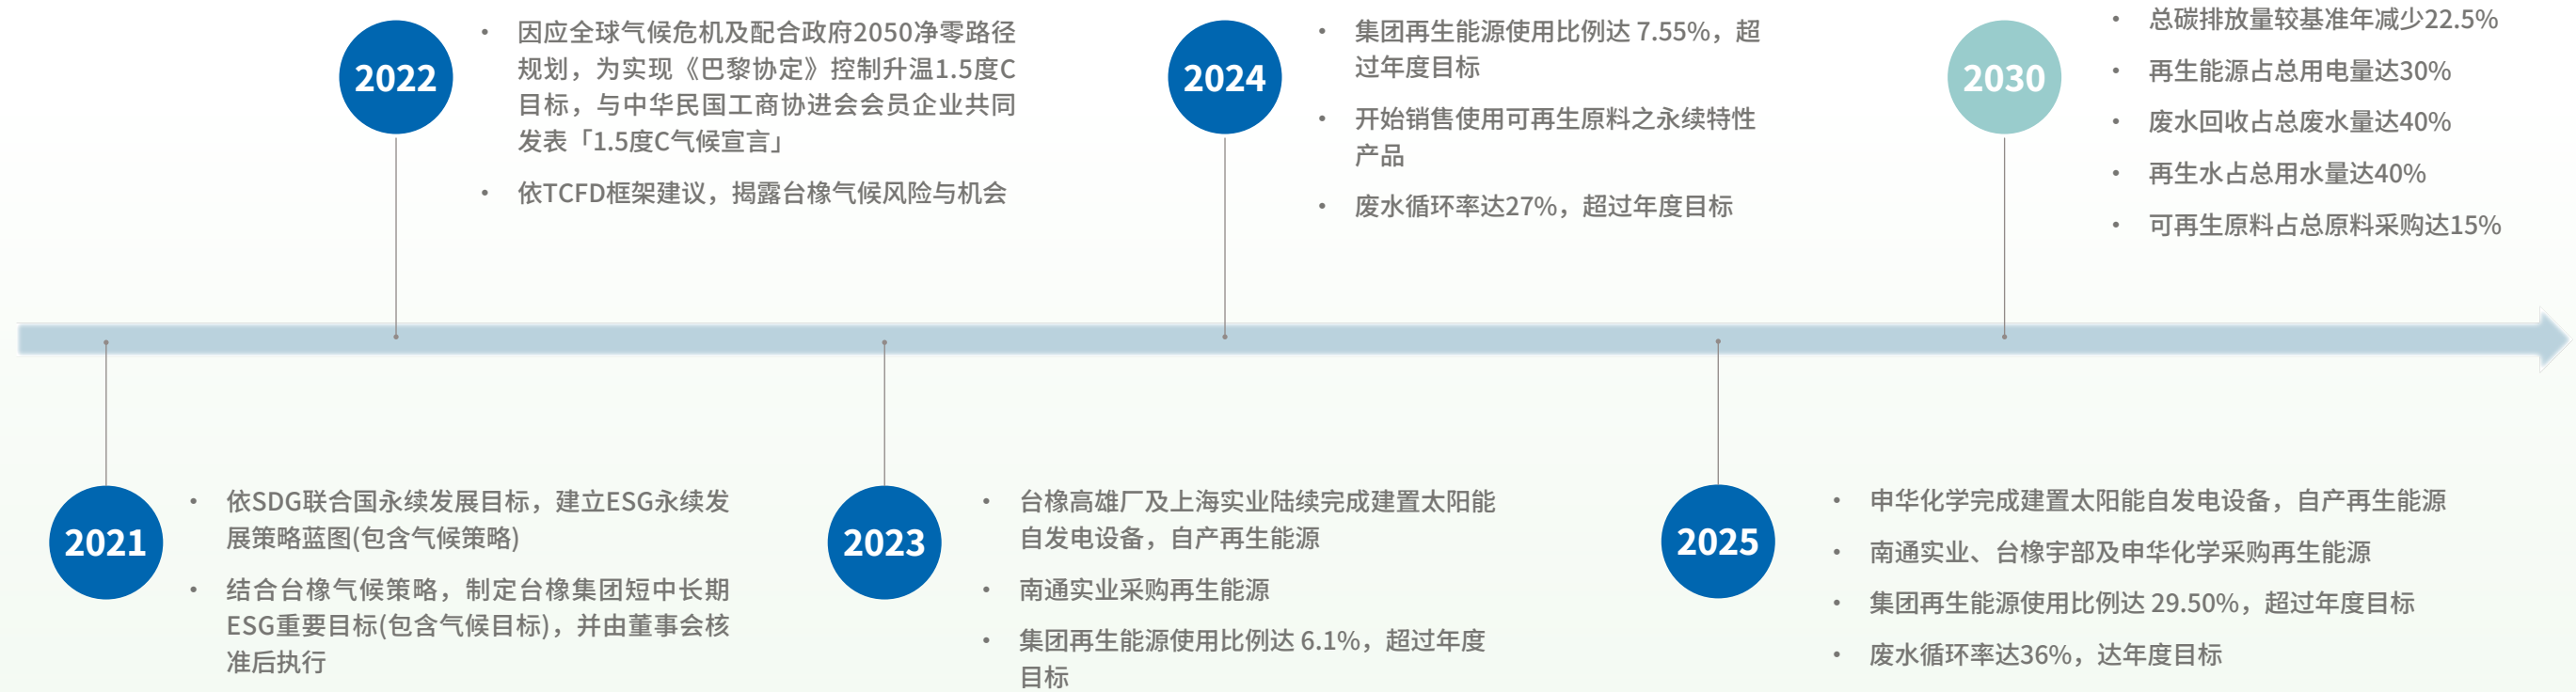 2022
• 因应全球气候危机及配合政府2050净零路径
规划，为实现《巴黎协定》控制升温1.5度C
目标，与中华民国工商协进会会员企业共同
发表「1.5度C气候宣言」
• 依TCFD框架建议，揭露台橡气候风险与机会
2024
• 集团再生能源使用比例达 7.55%，超
过年度目标
• 开始销售使用可再生原料之永续特性
产品
• 废水循环率达27%，超过年度目标
2030
• 总碳排放量较基准年减少22.5%
• 再生能源占总用电量达30%
• 废水回收占总废水量达40%
• 再生水占总用水量达40%
• 可再生原料占总原料采购达15%
2021
• 依SDG联合国永续发展目标，建立ESG永续发
展策略蓝图(包含气候策略)
• 结合台橡气候策略，制定台橡集团短中长期
ESG重要目标(包含气候目标)，并由董事会核
准后执行
2023
• 台橡高雄厂及上海实业陆续完成建置太阳能
自发电设备，自产再生能源
• 南通实业采购再生能源
• 集团再生能源使用比例达 6.1%，超过年度
目标
2025
• 申华化学完成建置太阳能自发电设备，自产再生能源
• 南通实业、台橡宇部及申华化学采购再生能源
• 集团再生能源使用比例达 29.50%，超过年度目标
• 废水循环率达36%，达年度目标